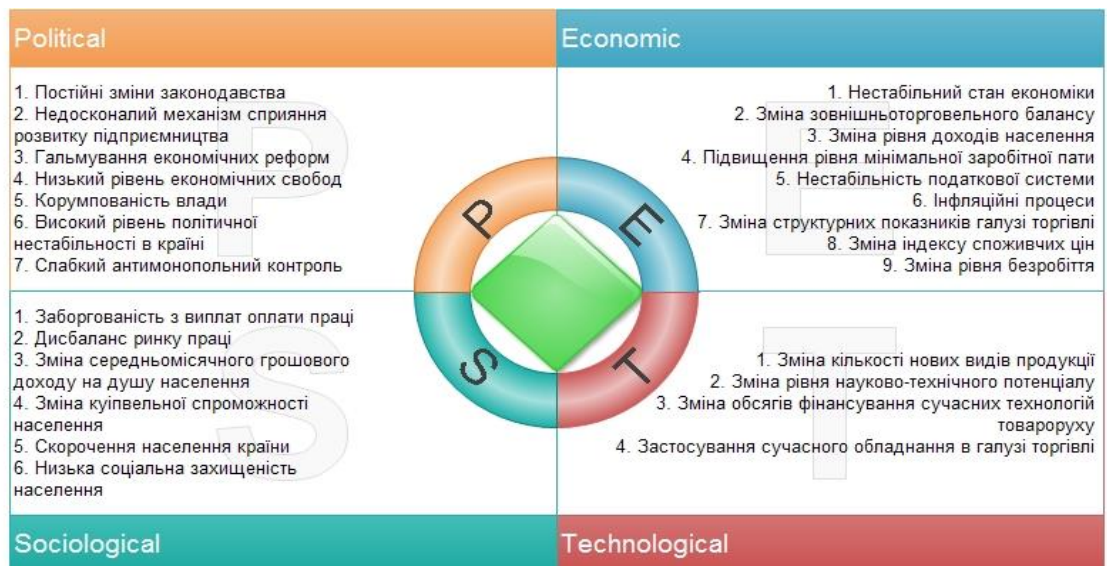 Political
1. Постійні зміни законодавства
2. Недосконалий механізм сприяння
розвитку підприємництва
3. Гальмування економічних реформ
4. Низький рівень економічних свобод
5. Корумпованість влади
6. Високий рівень політичної
нестабільності в країні
7. Слабкий антимонопольний контроль
Economic
1. Нестабільний стан економіки
2. Зміна зовнішньоторговельного балансу
3. Зміна рівня доходів населення
4. Підвищення рівня мінімальної заробітної пати
5. Нестабільність податкової системи
6. Інфляційні процеси
7. Зміна структурних показників галузі торгівлі
8. Зміна індексу споживчих цін
9. Зміна рівня безробіття
P
E
S
T
P
E
S
T
1. Заборгованість з виплат оплати праці
2. Дисбаланс ринку праці
3. Зміна середньомісячного грошового
доходу на душу населення
4. Зміна куіпвельної спроможності
населення
5. Скорочення населення країни
6. Низька соціальна захищеність
населення
Sociological
1. Зміна кількості нових видів продукції
2. Зміна рівня науково-технічного потенціалу
3. Зміна обсягів фінансування сучасних технологій
товароруху
4. Застосування сучасного обладнання в галузі торгівлі
Technological